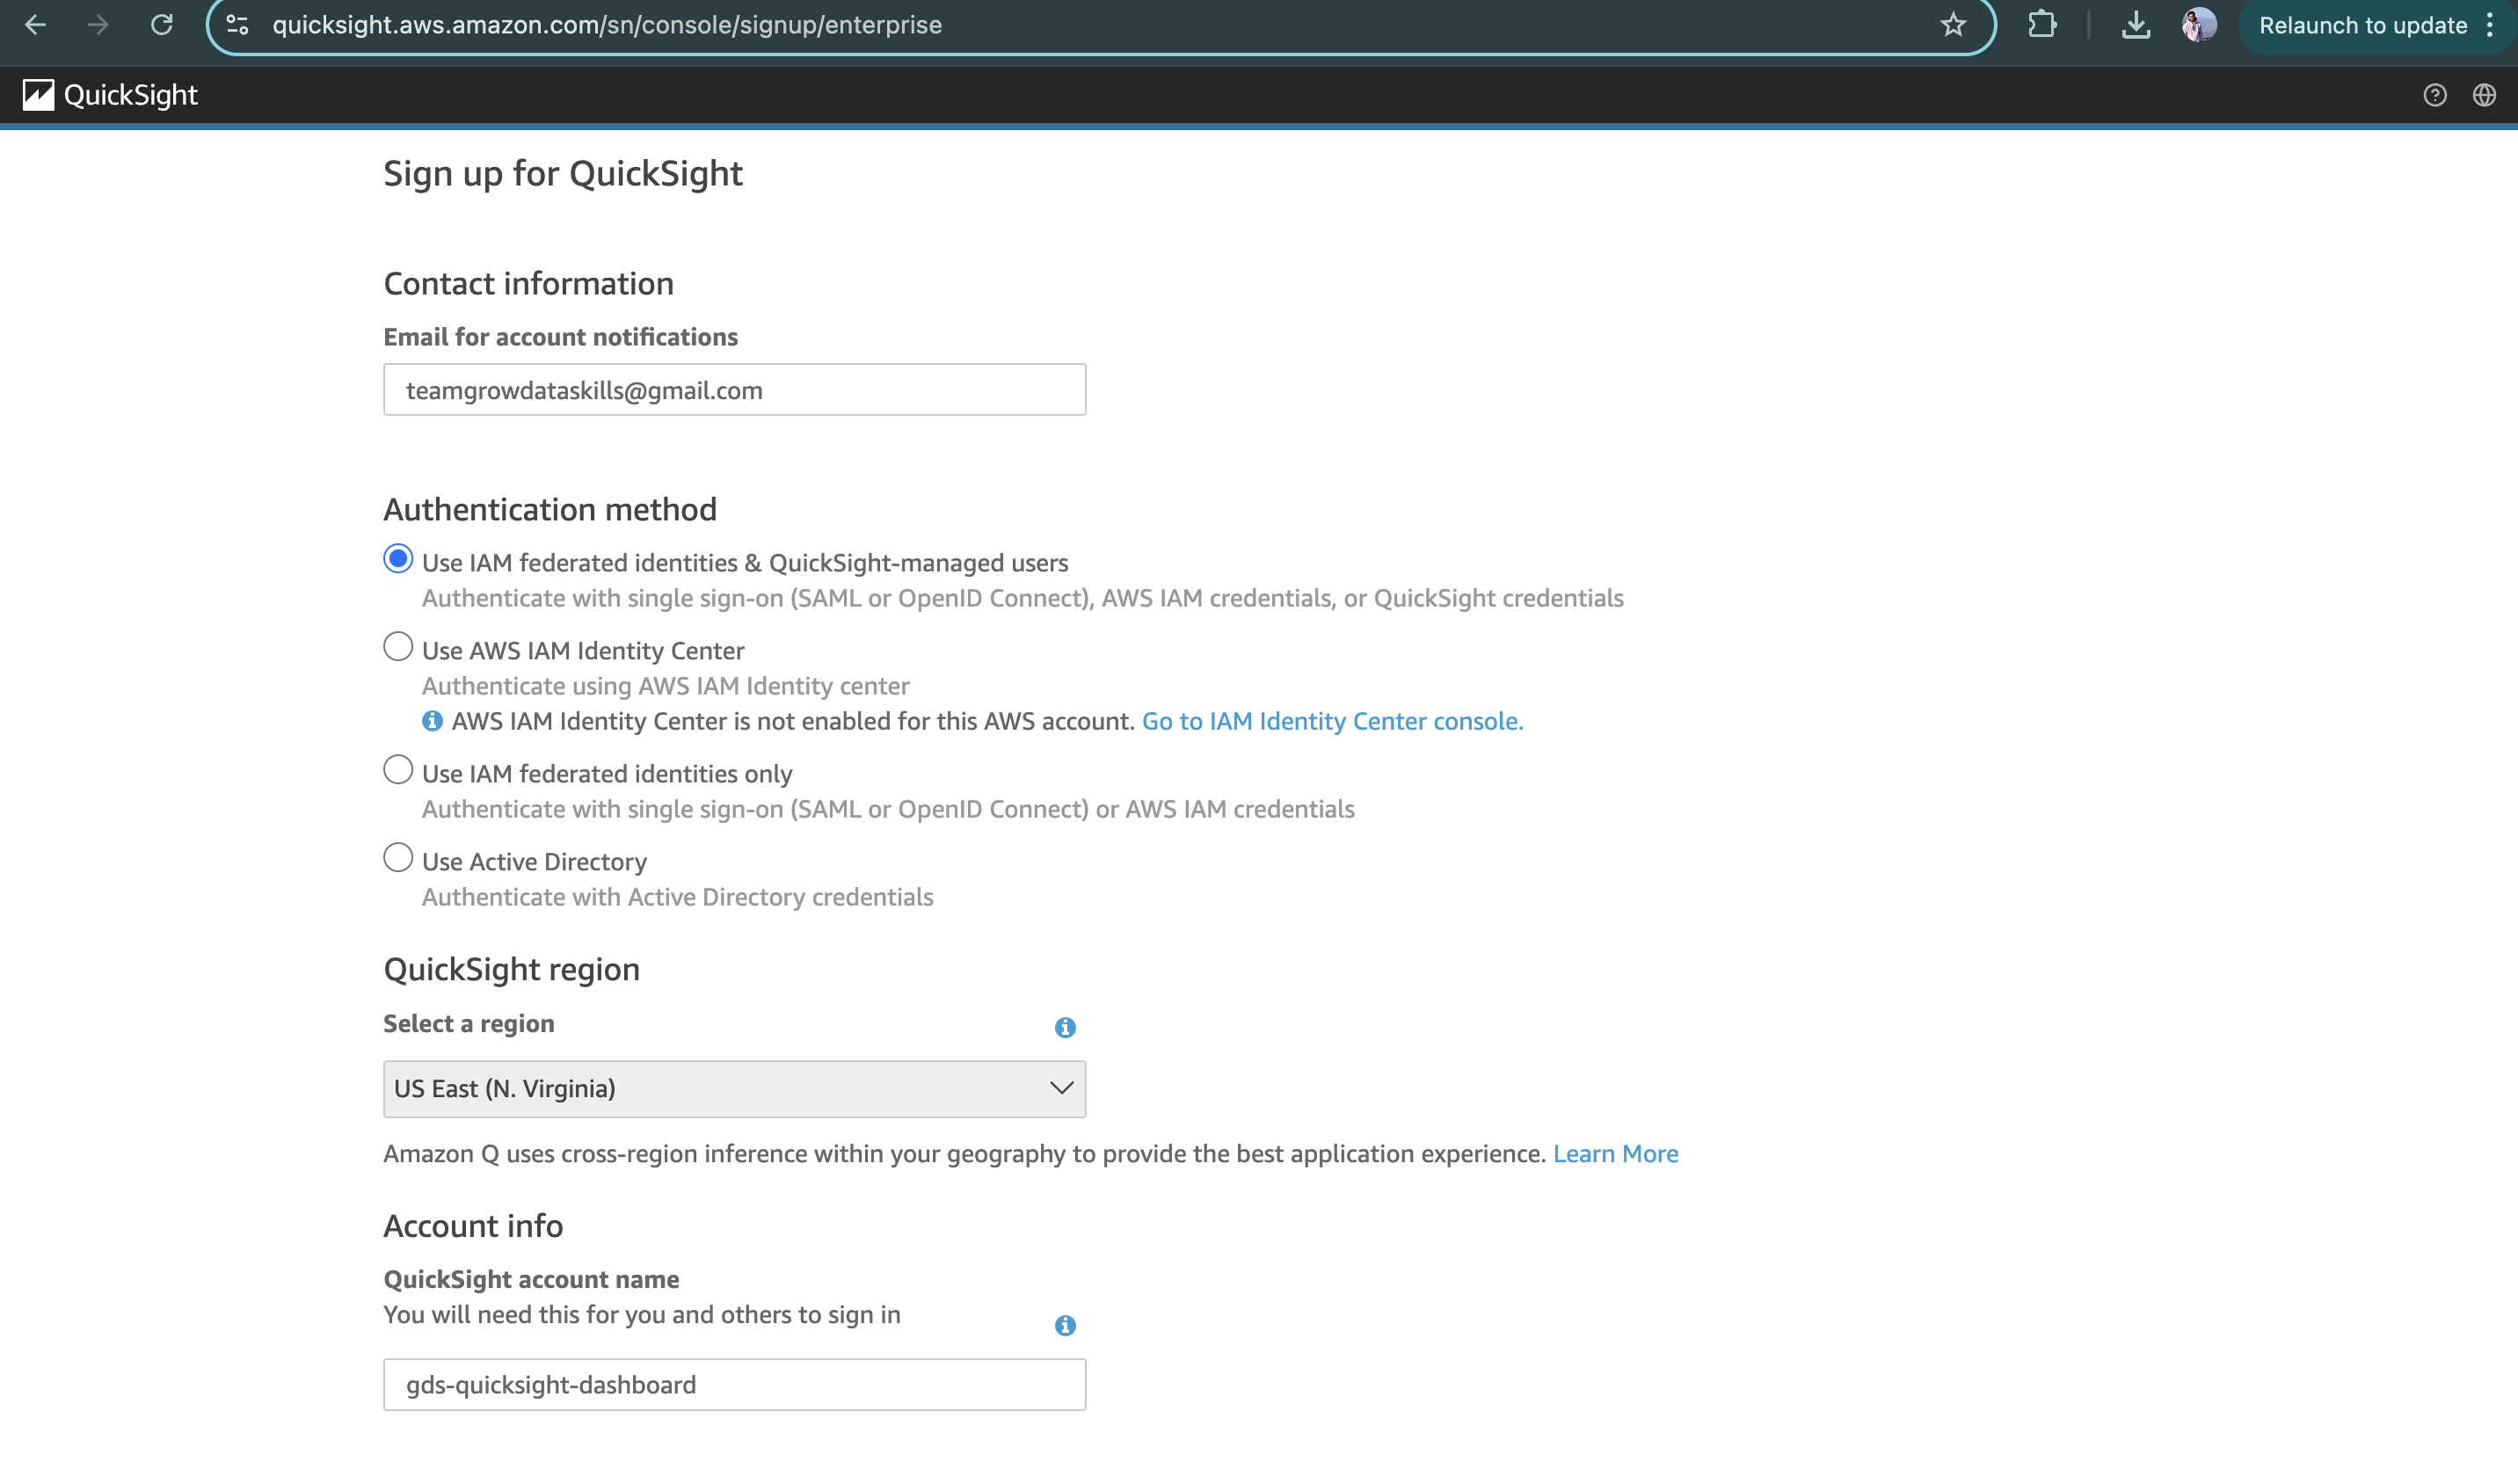 quicksight.aws.amazon.com/sn/console/signup/enterprise
Relaunch to update
QuickSight
Sign up for QuickSight
Contact information
Email for account notifications
teamgrowdataskills@gmail.com
Authentication method
Use IAM federated identities & QuickSight-managed users
Authenticate with single sign-on (SAML or OpenID Connect), AWS IAM credentials, or QuickSight credentials
Use AWS IAM Identity Center
Authenticate using AWS IAM Identity center
AWS IAM Identity Center is not enabled for this AWS account. Go to IAM Identity Center console.
Use IAM federated identities only
Authenticate with single sign-on (SAML or OpenID Connect) or AWS IAM credentials
Use Active Directory
Authenticate with Active Directory credentials
QuickSight region
Select a region
US East (N. Virginia)
Amazon Q uses cross-region inference within your geography to provide the best application experience. Learn More
Account info
QuickSight account name
You will need this for you and others to sign in
gds-quicksight-dashboard